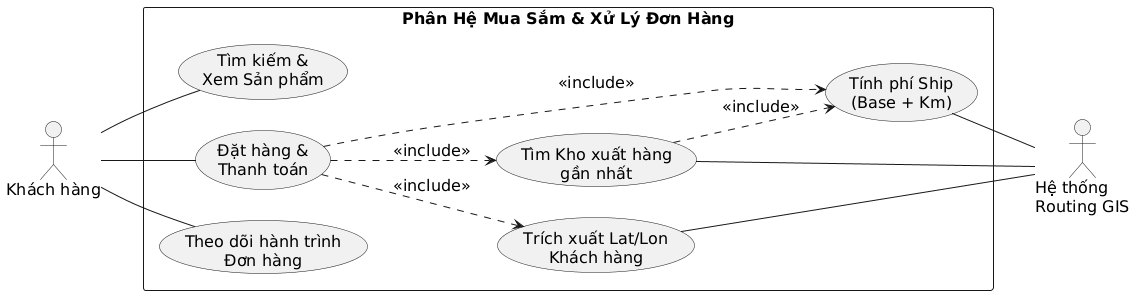 Phân Hệ Mua Sắm & Xử Lý Đơn Hàng
Tìm kiếm &
Xem Sản phẩm
Tính phí Ship
(Base + Km)
«include»
«include»
Đặt hàng &
Thanh toán
«include»
Tìm Kho xuất hàng
gần nhất
Khách hàng
«include»
Hệ thống
Routing GIS
Theo dõi hành trình
Đơn hàng
Trích xuất Lat/Lon
Khách hàng